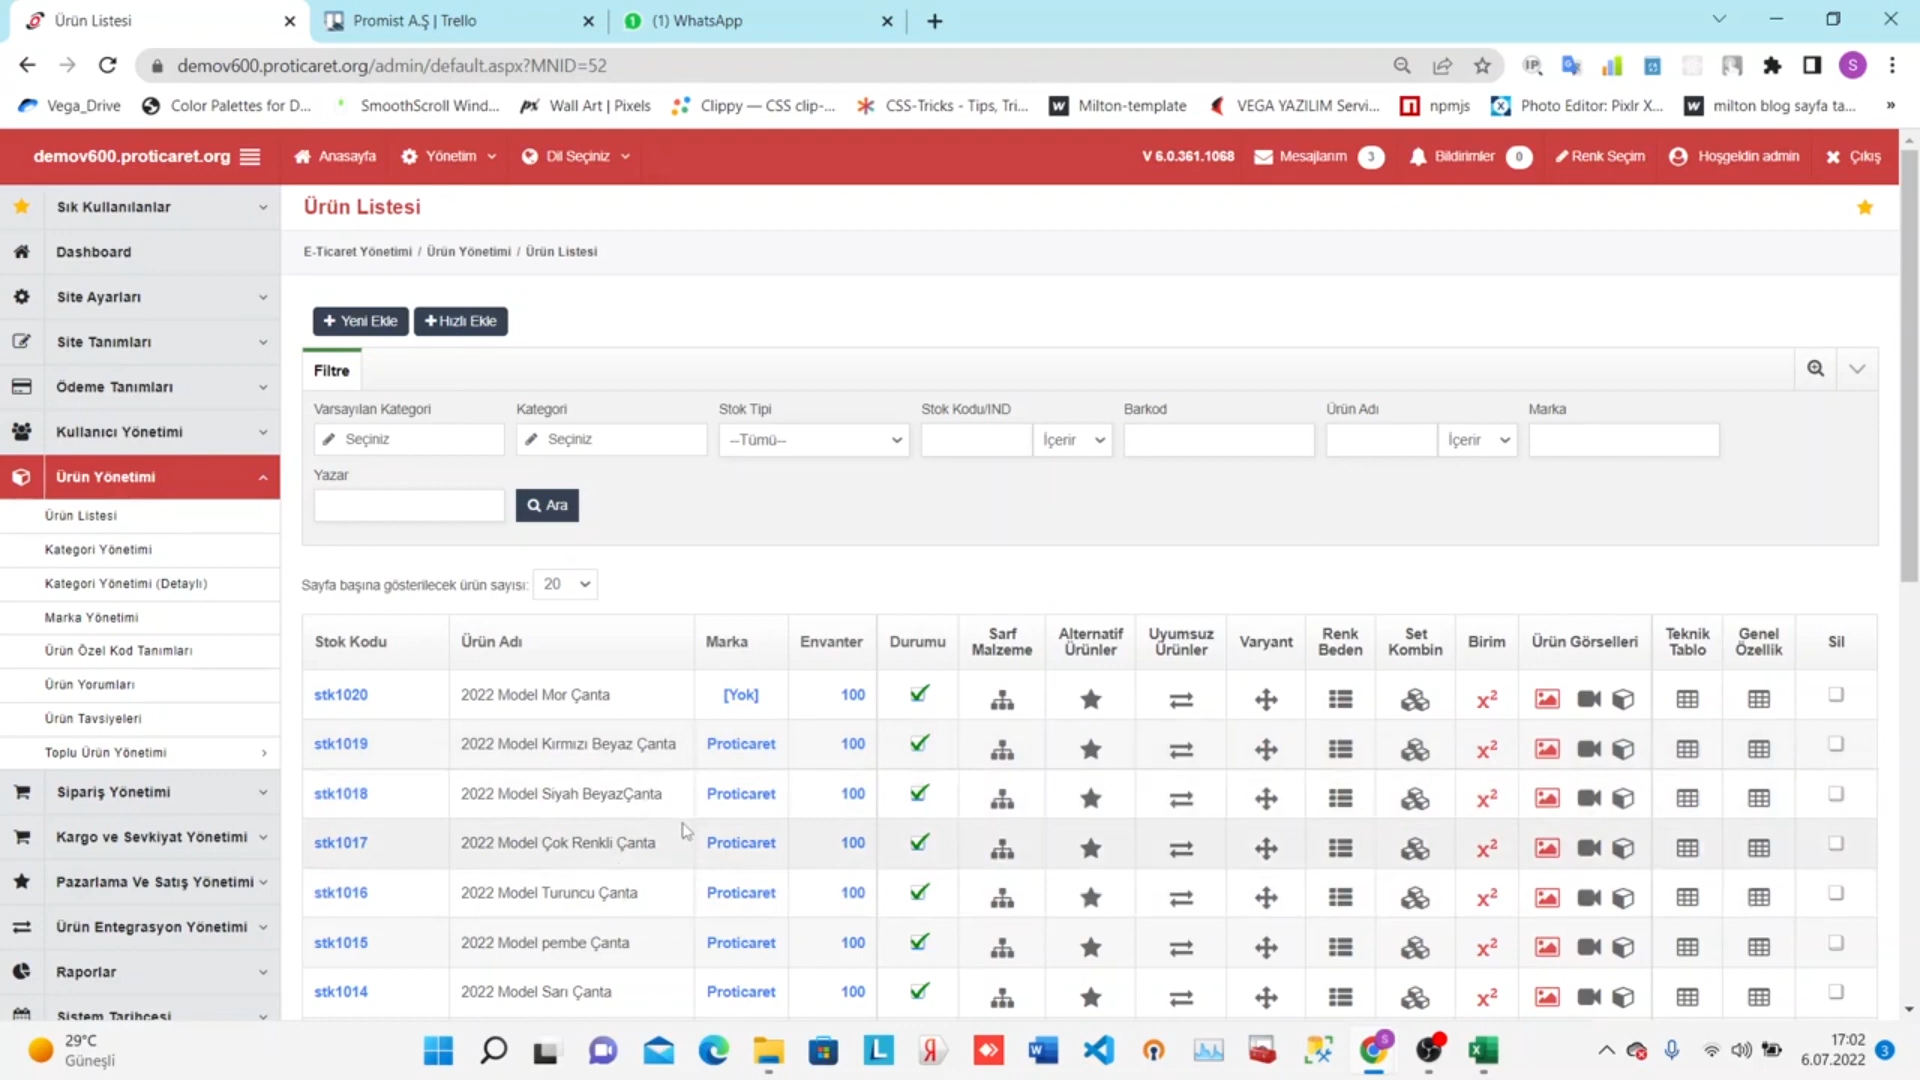 Ürün Listesi
Promist A.Ş | Trello
(1) WhatsApp
demov600.proticaret.org/admin/default.aspx?MNID=52
Vega_Drive
Color Palettes for D...
SmoothScroll Wind...
Wall Art | Pixels
Clippy — CSS clip-...
CSS-Tricks - Tips, Tri...
Milton-template
VEGA YAZILIM Servi...
npmjs
Photo Editor: Pixlr X...
milton blog sayfa ta...
demov600.proticaret.org
Anasayfa
Yönetim
Dil Seçiniz
V 6.0.361.1068
Mesajlarım 3
Bildirimler 0
Renk Seçim
Hoşgeldin admin
Çıkış
Sık Kullanılanlar
Dashboard
Site Ayarları
Site Tanımları
Ödeme Tanımları
Kullanıcı Yönetimi
Ürün Yönetimi
Ürün Listesi
Kategori Yönetimi
Kategori Yönetimi (Detaylı)
Marka Yönetimi
Ürün Özel Kod Tanımları
Ürün Yorumları
Ürün Tavsiyeleri
Toplu Ürün Yönetimi
Sipariş Yönetimi
Kargo ve Sevkiyat Yönetimi
Pazarlama Ve Satış Yönetimi
Ürün Entegrasyon Yönetimi
Raporlar
Sistem Tarihçesi
Ürün Listesi
E-Ticaret Yönetimi / Ürün Yönetimi / Ürün Listesi
+ Yeni Ekle
+ Hızlı Ekle
Filtre
Varsayılan Kategori
Kategori
Stok Tipi
Stok Kodu/IND
Barkod
Ürün Adı
Marka
Seçiniz
Seçiniz
--Tümü--
İçerir
İçerir
Yazar
Ara
Sayfa başına gösterilecek ürün sayısı: 20
Stok Kodu Ürün Adı Marka Envanter Durumu Sarf Malzeme Alternatif Ürünler Uyumsuz Ürünler Varyant Renk Beden Set Kombin Birim Ürün Görselleri Teknik Tablo Genel Özellik Sil
stk1020 2022 Model Mor Çanta [Yok] 100 x²
stk1019 2022 Model Kırmızı Beyaz Çanta Proticaret 100 x²
stk1018 2022 Model Siyah BeyazÇanta Proticaret 100 x²
stk1017 2022 Model Çok Renkli Çanta Proticaret 100 x²
stk1016 2022 Model Turuncu Çanta Proticaret 100 x²
stk1015 2022 Model pembe Çanta Proticaret 100 x²
stk1014 2022 Model Sarı Çanta Proticaret 100 x²
29°C
Güneşli
17:02
6.07.2022
3